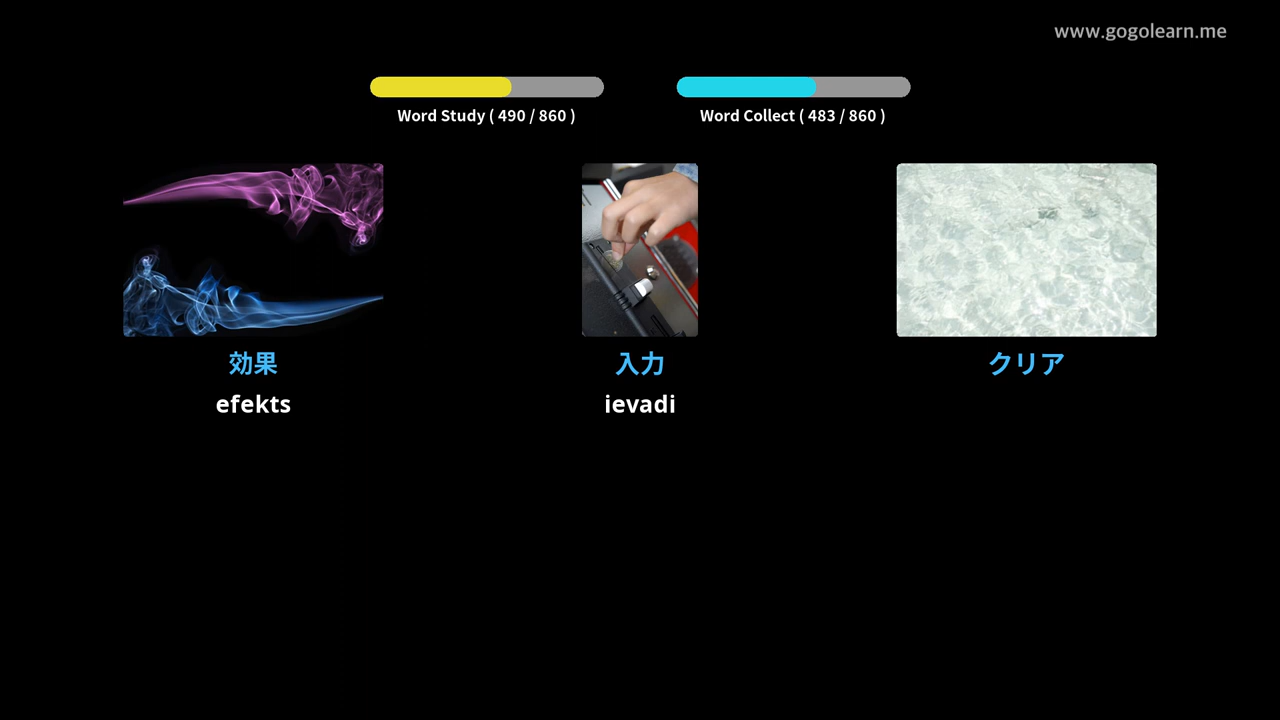 www.gogolearn.me
Word Study ( 490 / 860 )
Word Collect ( 483 / 860 )
効果
入力
クリア
efekts
ievadi